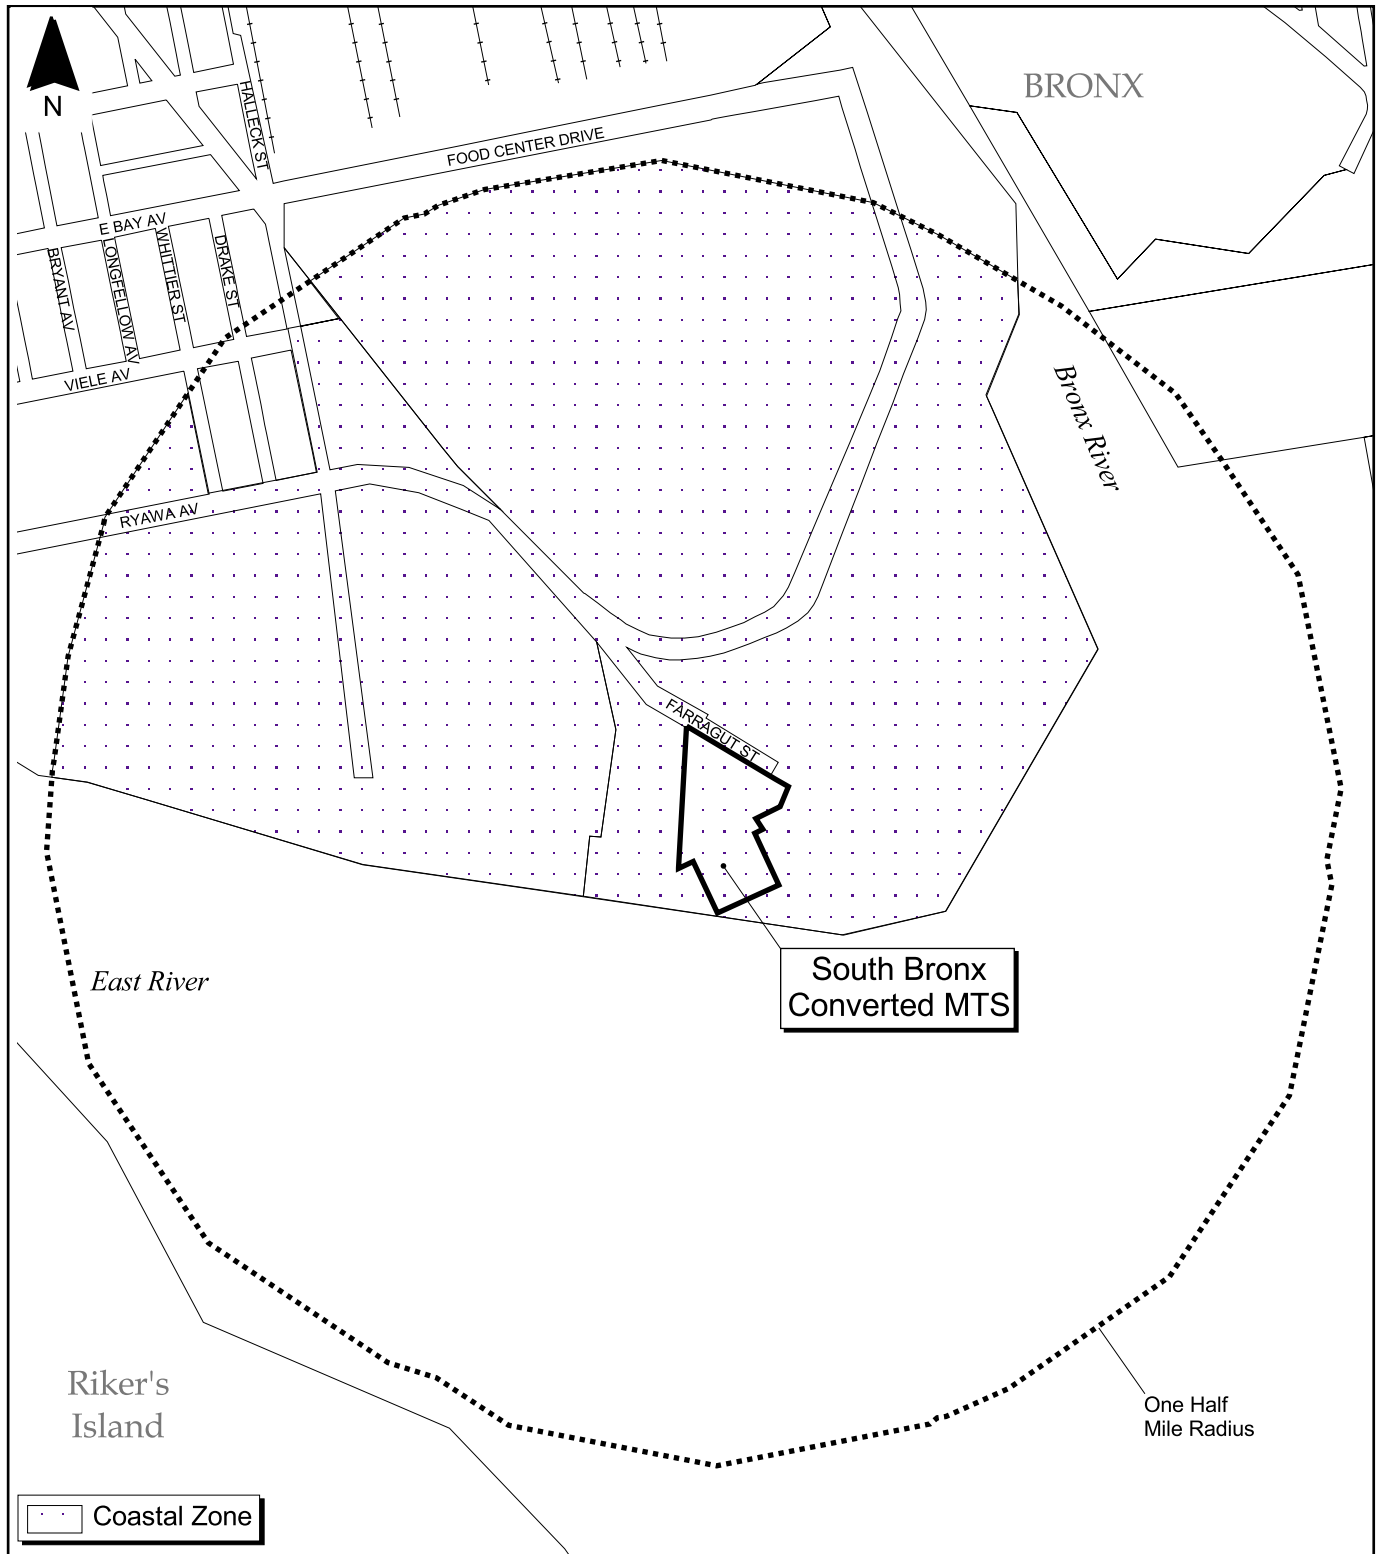 BRONX
N
HALLECK ST
FOOD CENTER DRIVE
E BAY AV
BRYANT AV
LONGFELLOW AV
WHITTIER ST
DRAKE ST
VIELE AV
Bronx River
RYAWA AV
FARRAGUT ST
South Bronx
Converted MTS
East River
Riker's
Island
One Half
Mile Radius
Coastal Zone